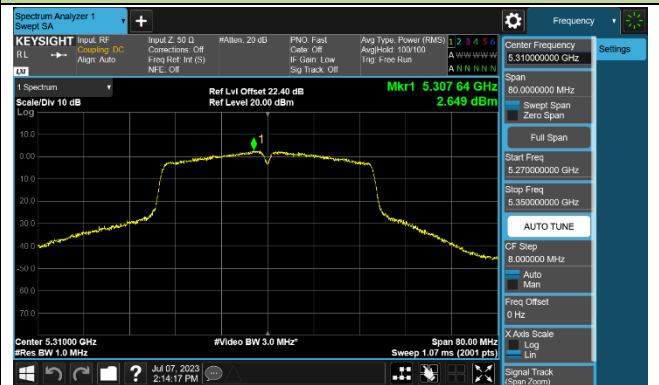 Spectrum Analyzer 1
Swept SA
+
Frequency
KEYSIGHT
RL
LXI
Input: RF
Coupling: DC
Align: Auto
Input Z: 50 Ω
Corrections: Off
Freq Ref: Int (S)
NFE: Off
#Atten: 20 dB
PNO: Fast
Gate: Off
IF Gain: Low
Sig Track: Off
Avg Type: Power (RMS)
Avg|Hold: 100/100
Trig: Free Run
1 2 3 4 5 6
A W W W W W
A N N N N N
1 Spectrum
Scale/Div 10 dB
Log
Ref Lvl Offset 22.40 dB
Ref Level 20.00 dBm
Mkr1 5.307 64 GHz
2.649 dBm
1
10.0
0.00
-10.0
-20.0
-30.0
-40.0
-50.0
-60.0
-70.0
Center 5.31000 GHz
#Res BW 1.0 MHz
#Video BW 3.0 MHz*
Span 80.00 MHz
Sweep 1.07 ms (2001 pts)
Center Frequency
5.310000000 GHz
Settings
Span
80.0000000 MHz
Swept Span
Zero Span
Full Span
Start Freq
5.270000000 GHz
Stop Freq
5.350000000 GHz
AUTO TUNE
CF Step
8.000000 MHz
Auto
Man
Freq Offset
0 Hz
X Axis Scale
Log
Lin
Signal Track
(Span Zoom)
?
Jul 07, 2023
2:14:17 PM